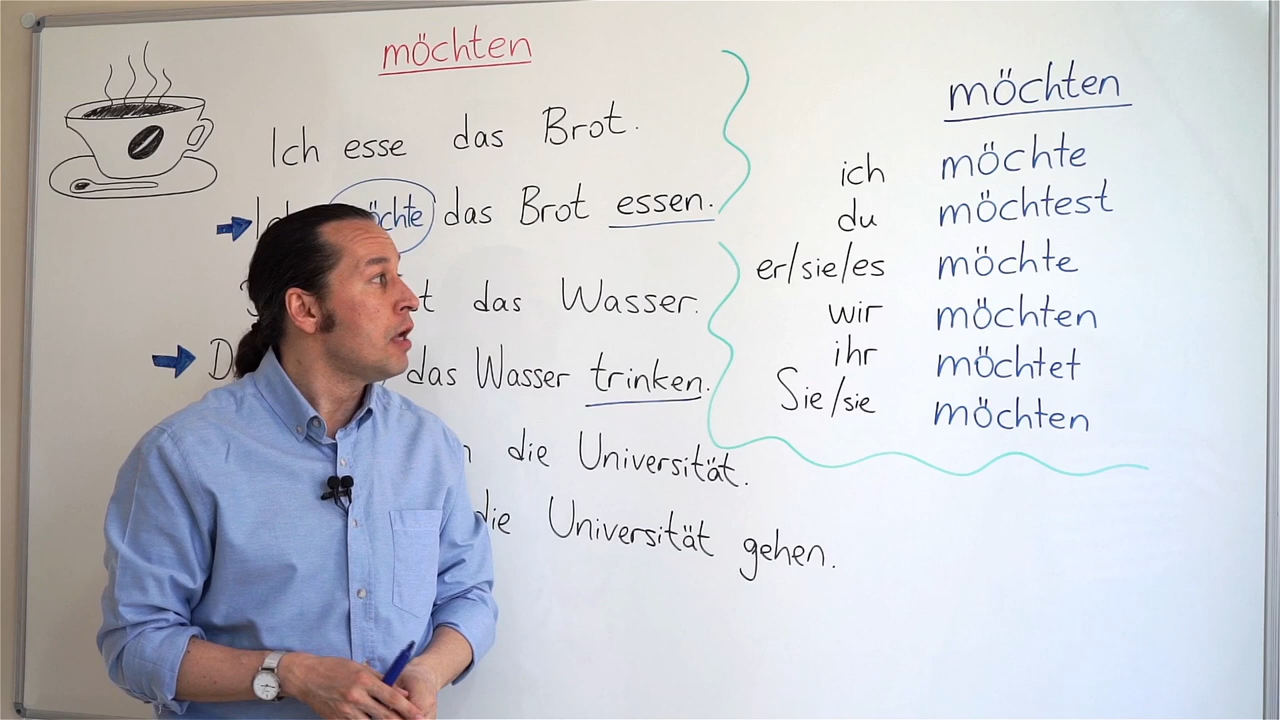 möchten
Ich esse das Brot.
das Brot essen.
das Wasser.
das Wasser trinken.
die Universität.
die Universität gehen.
möchten
ich möchte
du möchtest
er/sie/es möchte
wir möchten
ihr möchtet
Sie/sie möchten